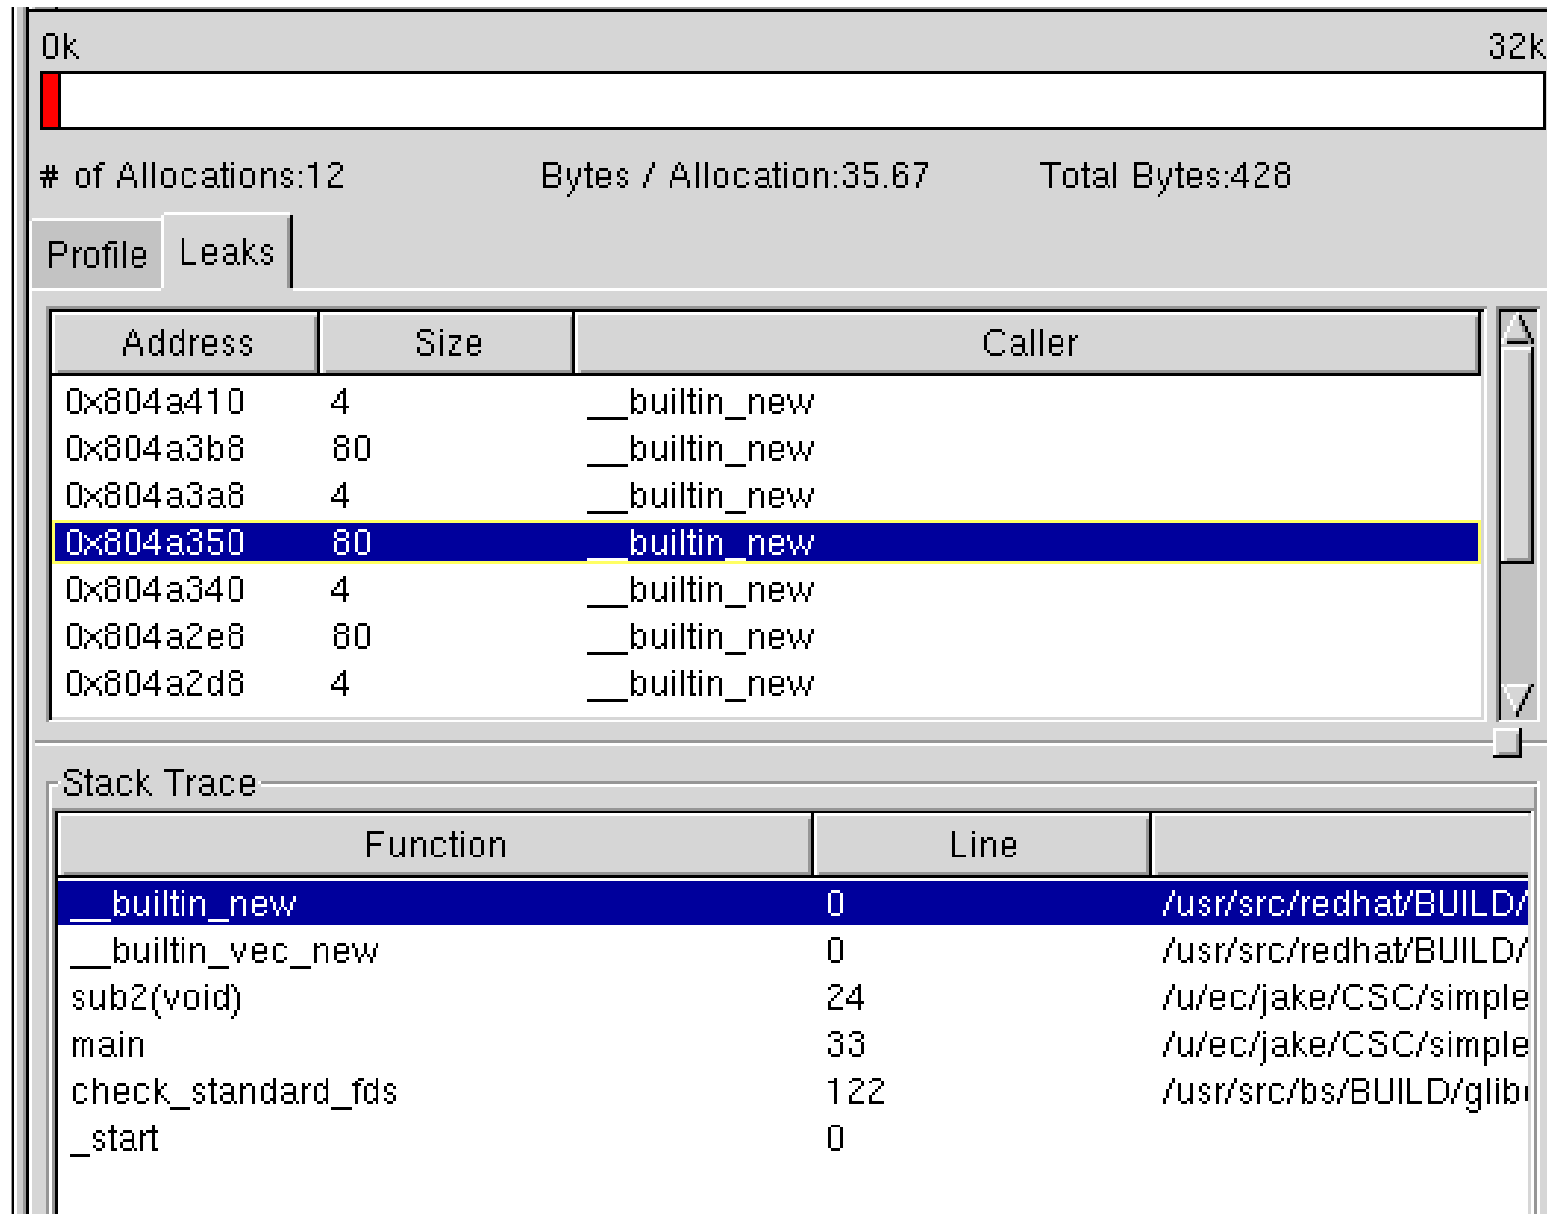 0k 32k
# of Allocations:12 Bytes / Allocation:35.67 Total Bytes:428
Profile Leaks
Address Size Caller
0x804a410 4 __builtin_new
0x804a3b8 80 __builtin_new
0x804a3a8 4 __builtin_new
0x804a350 80 __builtin_new
0x804a340 4 __builtin_new
0x804a2e8 80 __builtin_new
0x804a2d8 4 __builtin_new
Stack Trace
Function Line
__builtin_new 0 /usr/src/redhat/BUILD/
__builtin_vec_new 0 /usr/src/redhat/BUILD/
sub2(void) 24 /u/ec/jake/CSC/simple
main 33 /u/ec/jake/CSC/simple
check_standard_fds 122 /usr/src/bs/BUILD/glib
_start 0